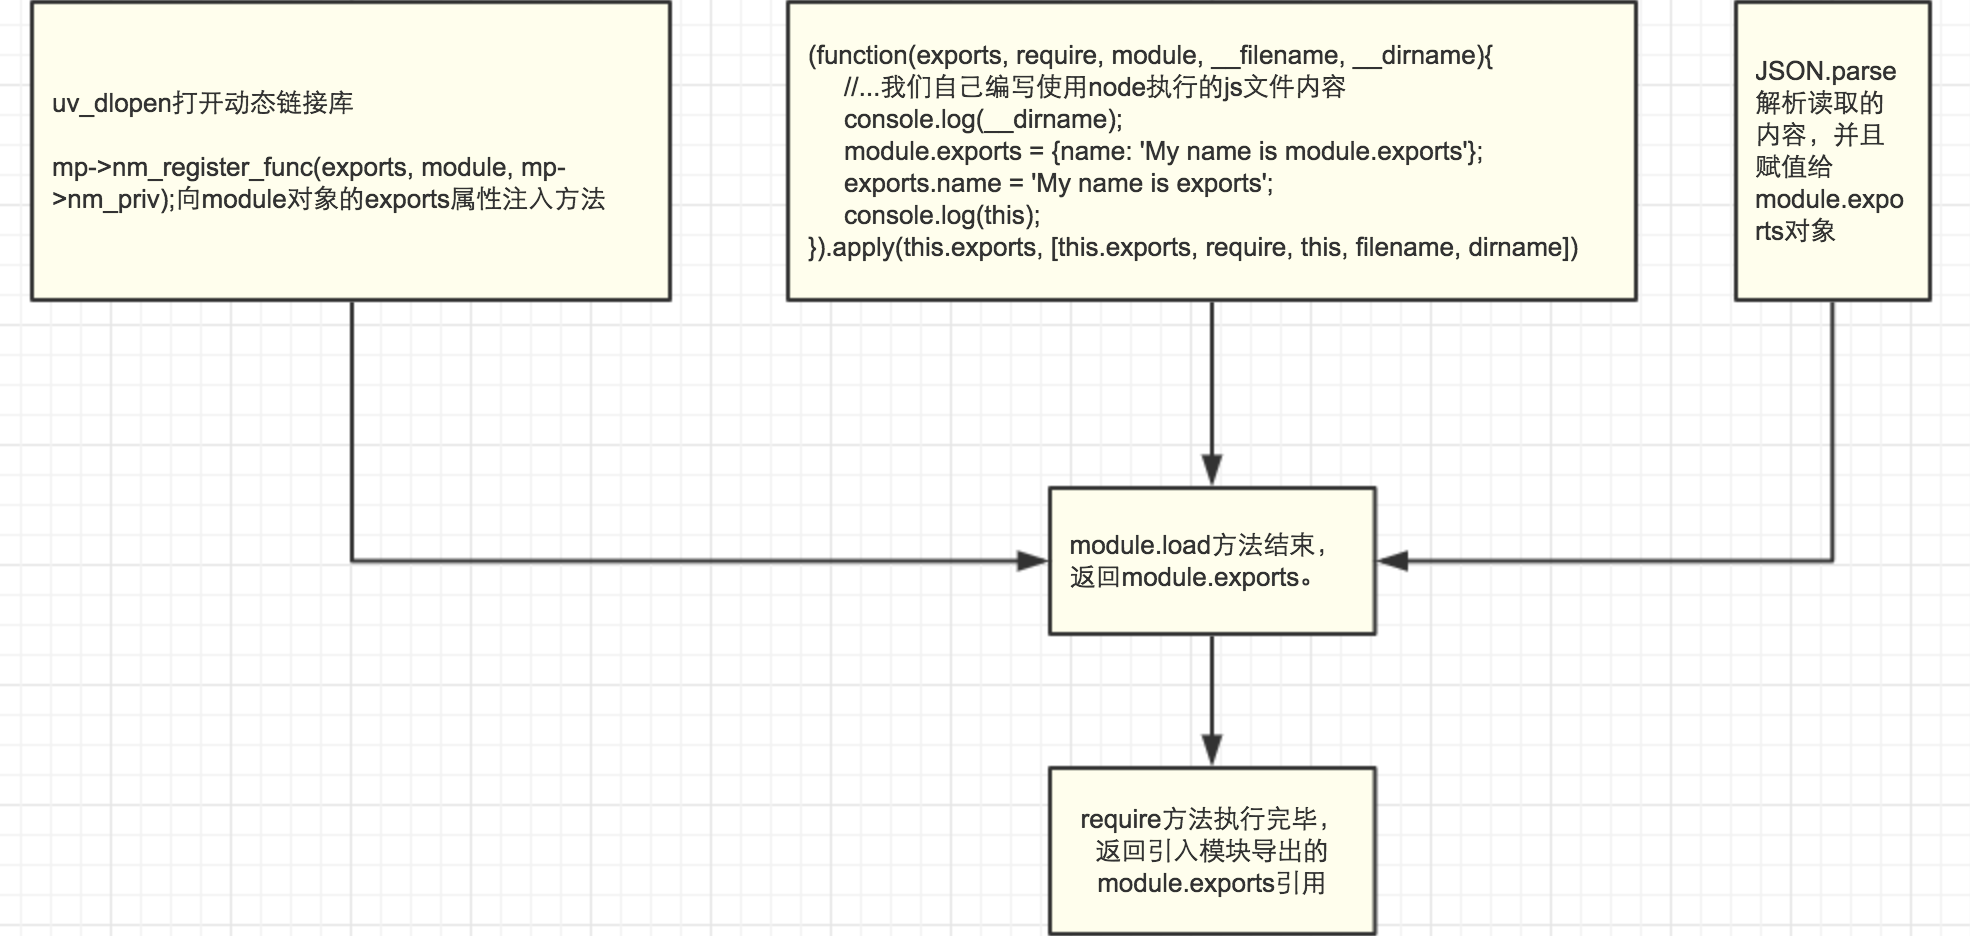 uv_dlopen打开动态链接库
mp->nm_register_func(exports, module, mp-
>nm_priv);向module对象的exports属性注入方法
(function(exports, require, module, __filename, __dirname){
//...我们自己编写使用node执行的js文件内容
console.log(__dirname);
module.exports = {name: 'My name is module.exports'};
exports.name = 'My name is exports';
console.log(this);
}).apply(this.exports, [this.exports, require, this, filename, dirname])
JSON.parse
解析读取的
内容，并且
赋值给
module.expo
rts对象
module.load方法结束，
返回module.exports。
require方法执行完毕，
返回引入模块导出的
module.exports引用